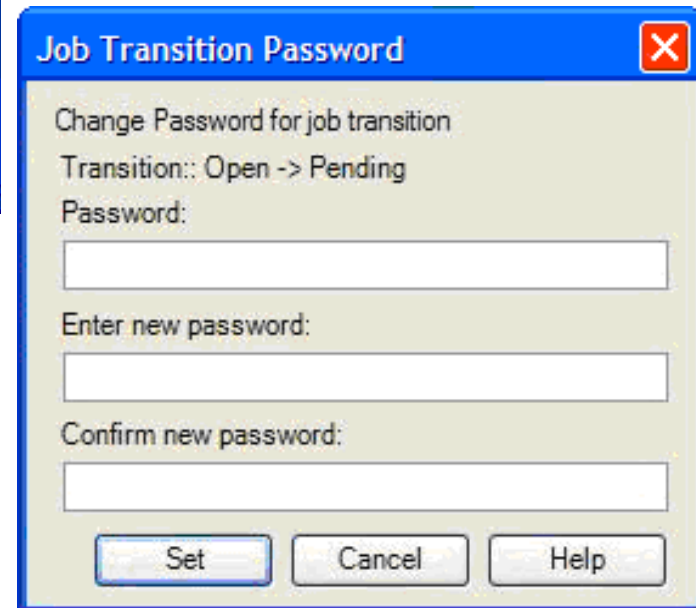 Job Transition Password
Change Password for job transition
Transition:: Open -> Pending
Password:
Enter new password:
Confirm new password:
Set Cancel Help